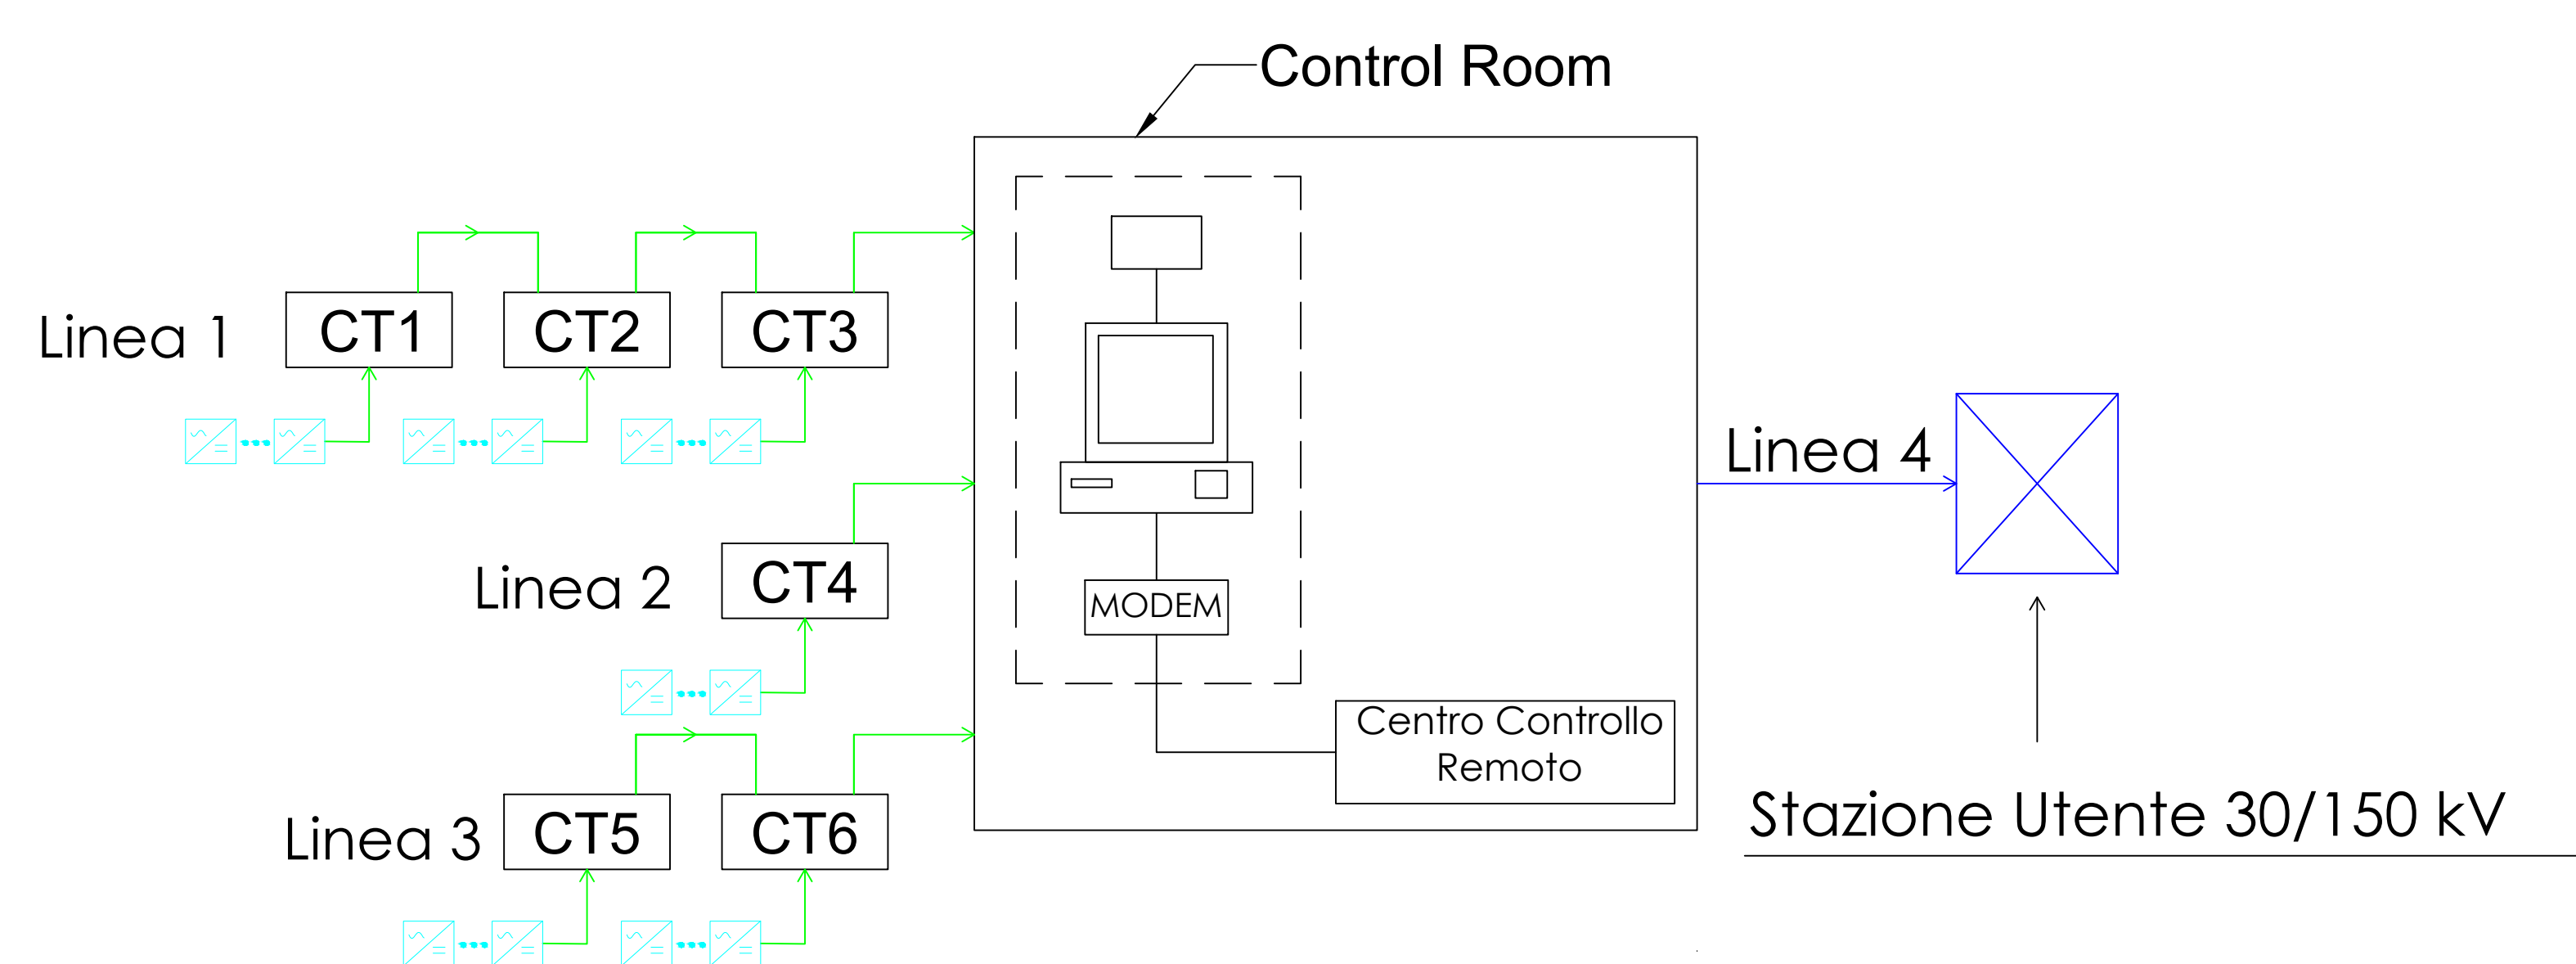 Control Room
Linea 1
CT1
CT2
CT3
Linea 4
Linea 2
CT4
MODEM
Centro Controllo
Remoto
Linea 3
CT5
CT6
Stazione Utente 30/150 kV